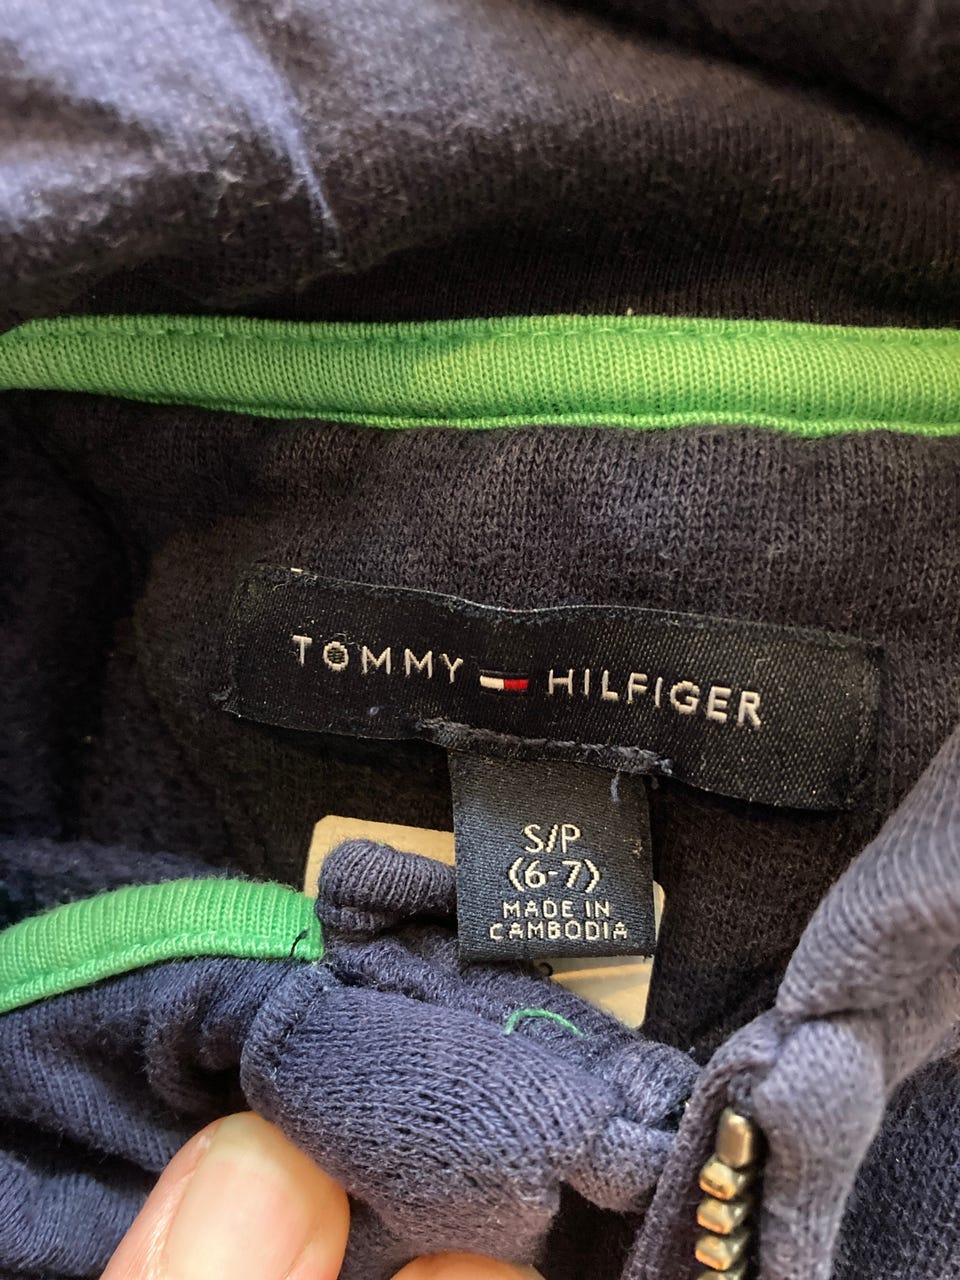 TOMMY HILFIGER
S/P
(6-7)
MADE IN
CAMBODIA